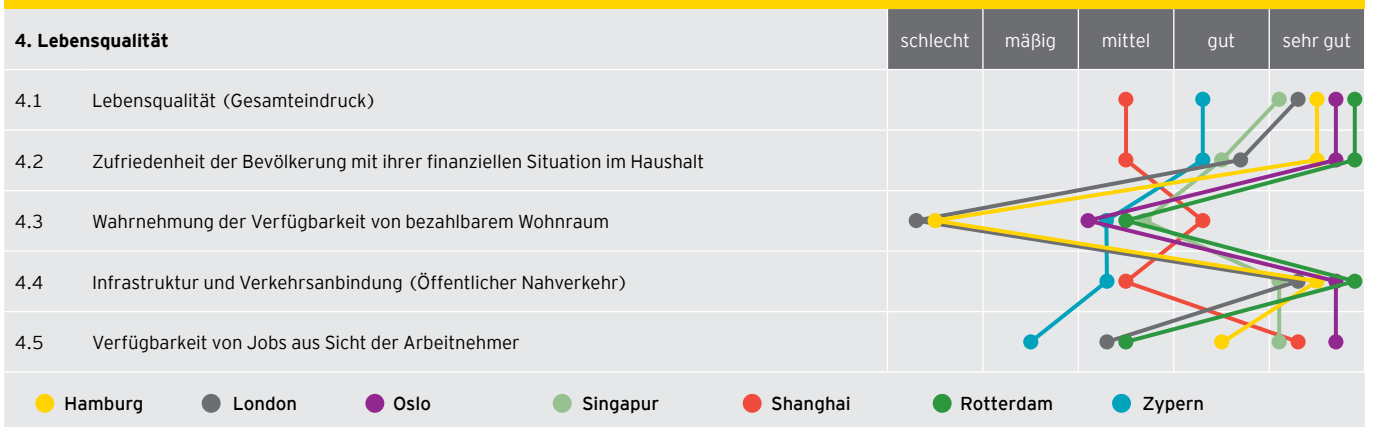 4. Lebensqualität schlecht mäßig mittel gut sehr gut
4.1 Lebensqualität (Gesamteindruck)
4.2 Zufriedenheit der Bevölkerung mit ihrer finanziellen Situation im Haushalt
4.3 Wahrnehmung der Verfügbarkeit von bezahlbarem Wohnraum
4.4 Infrastruktur und Verkehrsanbindung (Öffentlicher Nahverkehr)
4.5 Verfügbarkeit von Jobs aus Sicht der Arbeitnehmer
Hamburg London Oslo Singapur Shanghai Rotterdam Zypern